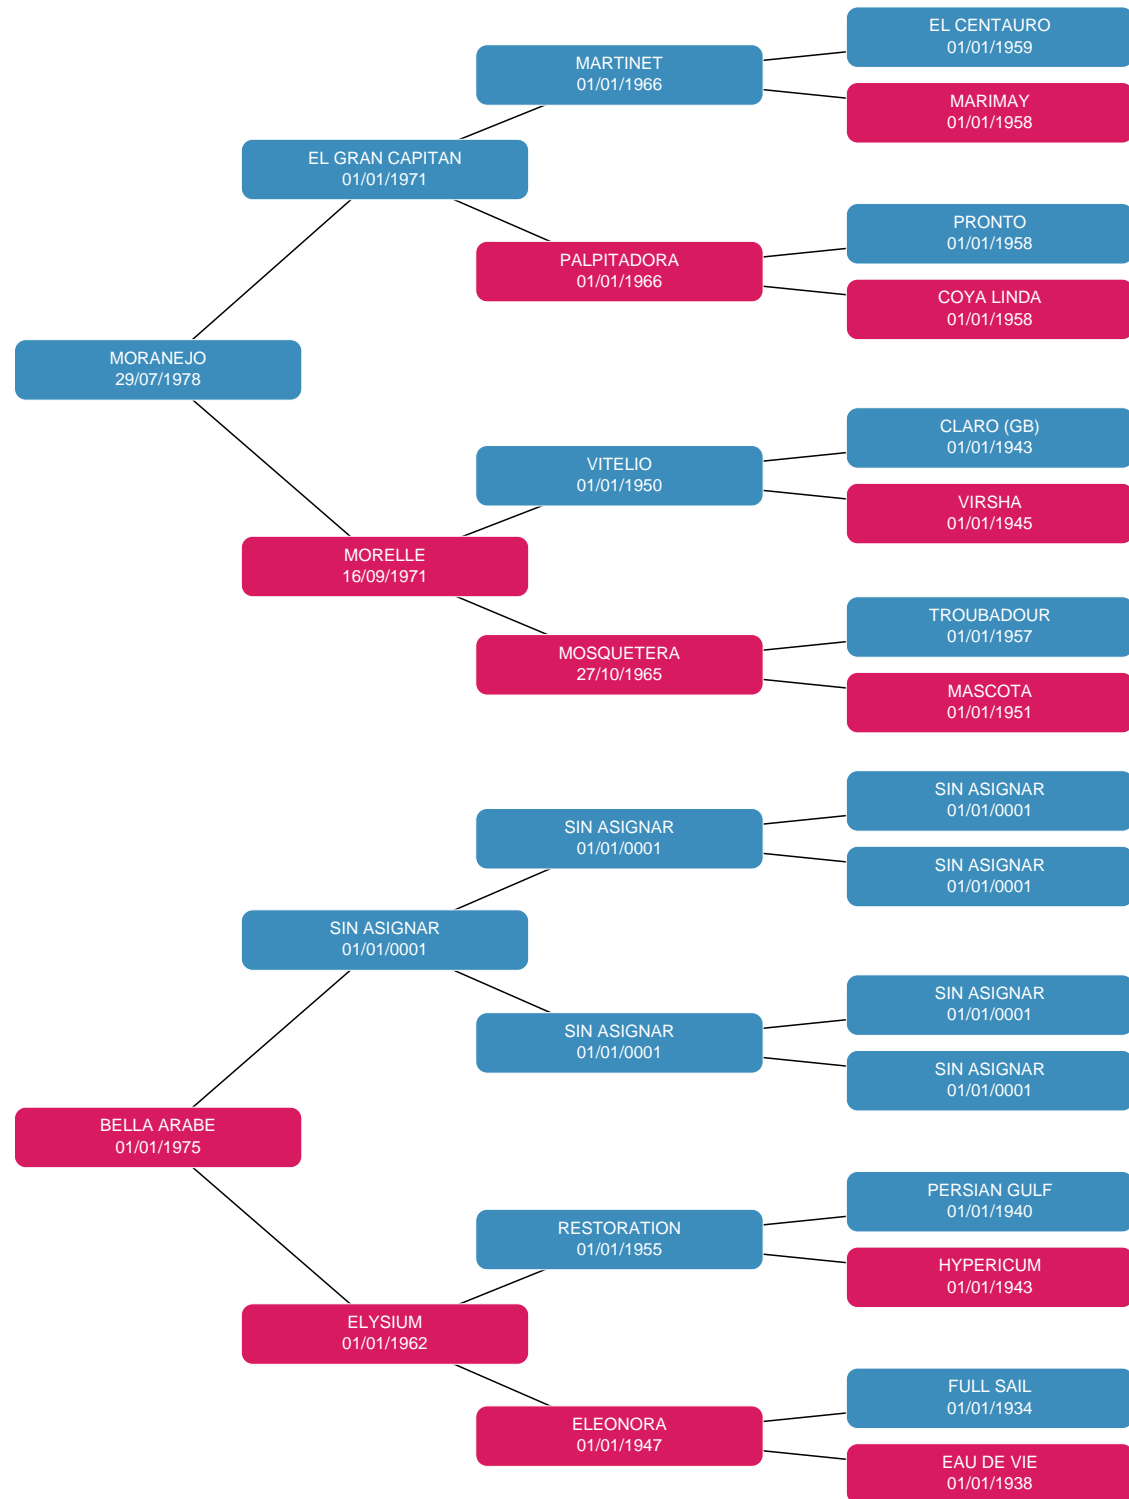 EL CENTAURO
01/01/1959
MARTINET
01/01/1966
MARIMAY
01/01/1958
EL GRAN CAPITAN
01/01/1971
PRONTO
01/01/1958
PALPITADORA
01/01/1966
COYA LINDA
01/01/1958
MORANEJO
29/07/1978
CLARO (GB)
01/01/1943
VITELIO
01/01/1950
VIRSHA
01/01/1945
MORELLE
16/09/1971
TROUBADOUR
01/01/1957
MOSQUETERA
27/10/1965
MASCOTA
01/01/1951
SIN ASIGNAR
01/01/0001
SIN ASIGNAR
01/01/0001
SIN ASIGNAR
01/01/0001
SIN ASIGNAR
01/01/0001
SIN ASIGNAR
01/01/0001
SIN ASIGNAR
01/01/0001
SIN ASIGNAR
01/01/0001
BELLA ARABE
01/01/1975
PERSIAN GULF
01/01/1940
RESTORATION
01/01/1955
HYPERICUM
01/01/1943
ELYSIUM
01/01/1962
FULL SAIL
01/01/1934
ELEONORA
01/01/1947
EAU DE VIE
01/01/1938